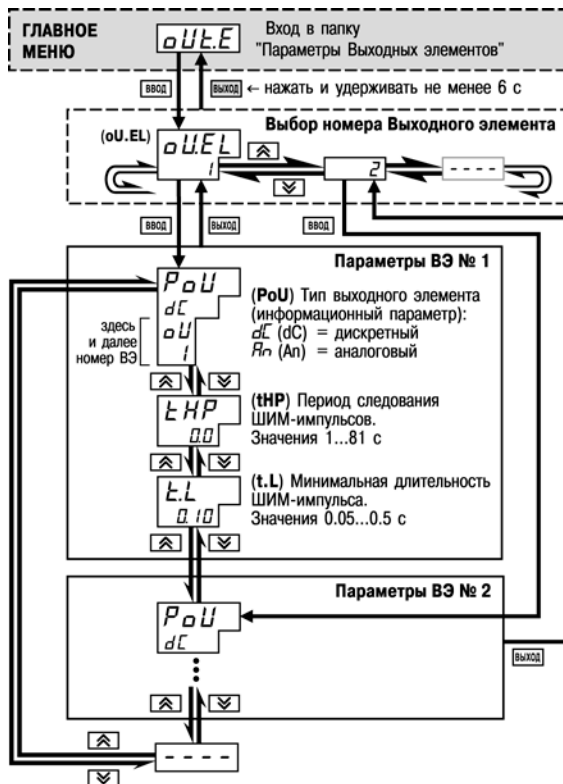 ГЛАВНОЕ
МЕНЮ
oUt.E
Вход в папку
"Параметры Выходных элементов"
ввод
выход ← нажать и удерживать не менее 6 с
Выбор номера Выходного элемента
(oU.EL)
oU.EL
1
2
- - - -
ввод
выход
ввод
Параметры ВЭ № 1
PoU
dC
oU
1
здесь
и далее
номер ВЭ
(PoU) Тип выходного элемента
(информационный параметр):
dC (dC) = дискретный
An (An) = аналоговый
tHP
0.0
(tHP) Период следования
ШИМ-импульсов.
Значения 1...81 с
t.L
0.10
(t.L) Минимальная длительность
ШИМ-импульса.
Значения 0.05...0.5 с
Параметры ВЭ № 2
PoU
dC
выход
- - - -